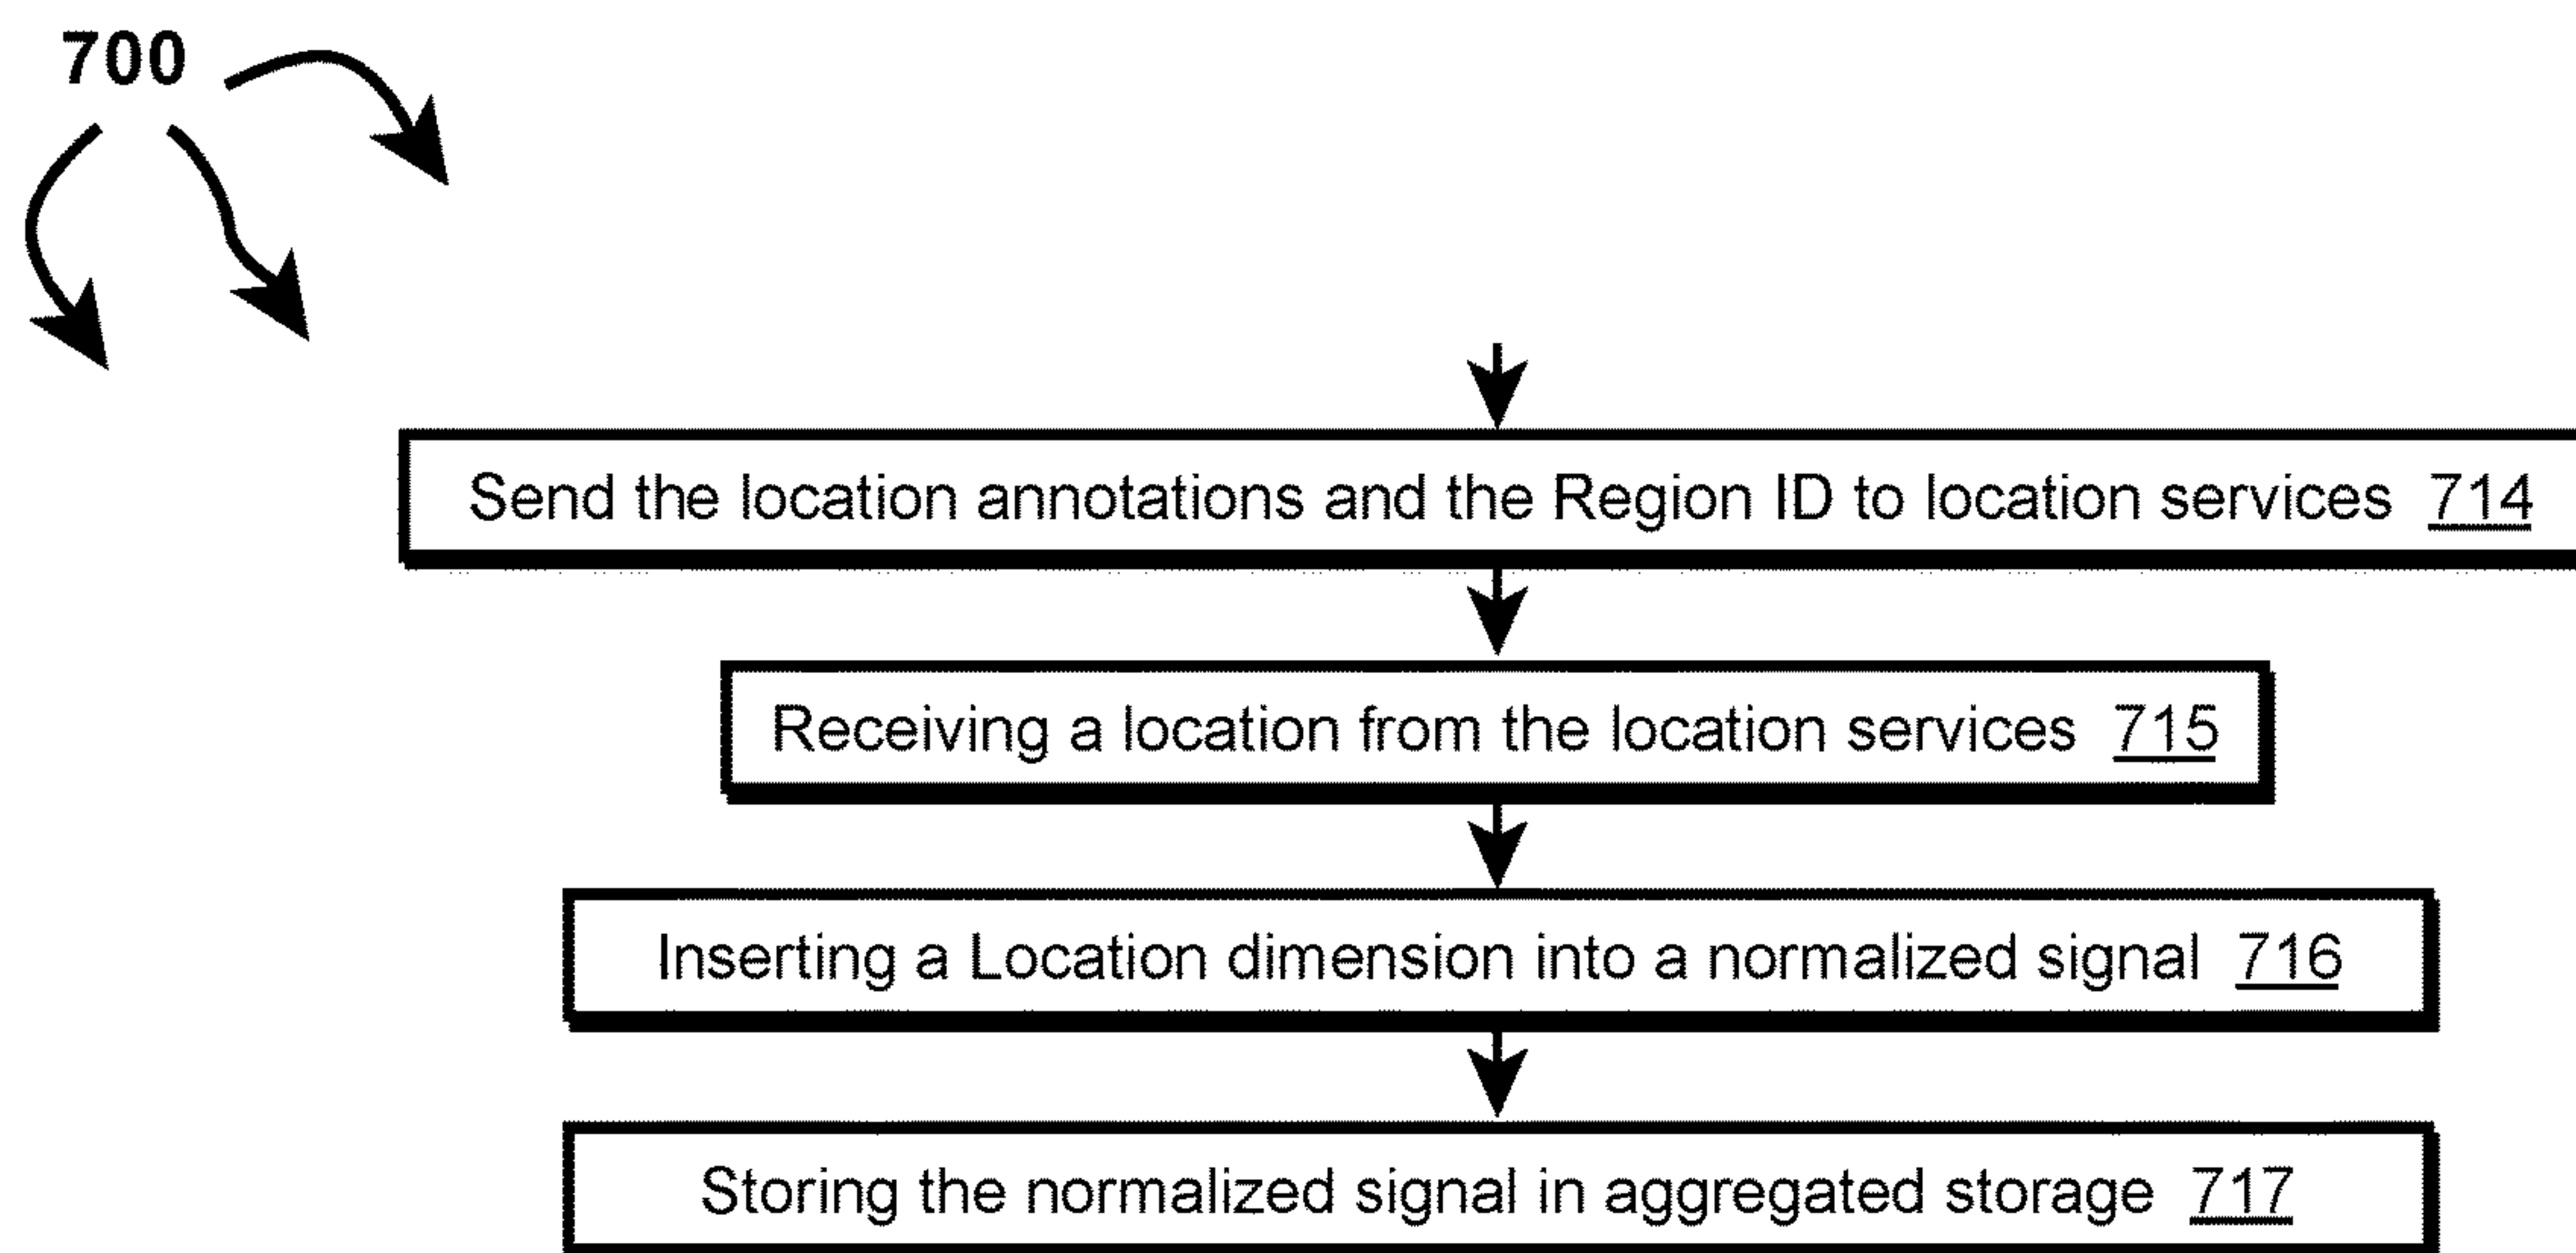 700
Send the location annotations and the Region ID to location services 714
Receiving a location from the location services 715
Inserting a Location dimension into a normalized signal 716
Storing the normalized signal in aggregated storage 717